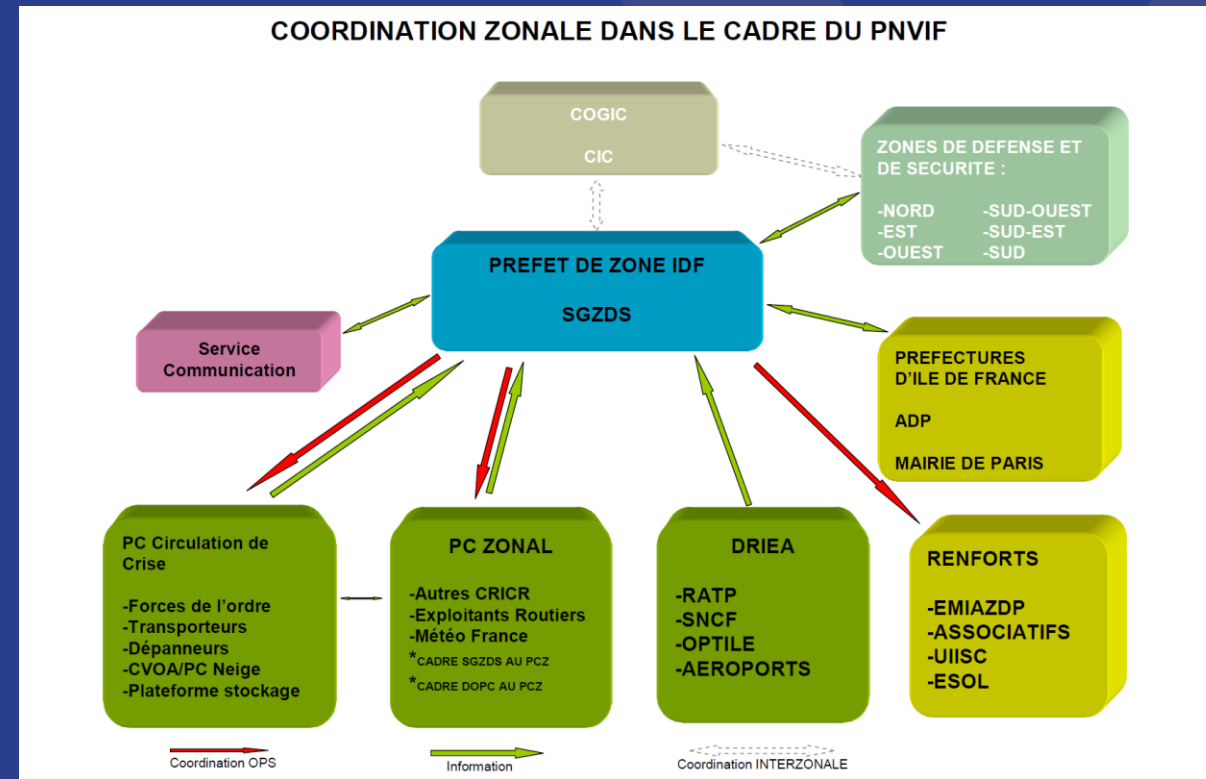 COORDINATION ZONALE DANS LE CADRE DU PNVIF
COGIC
CIC
ZONES DE DEFENSE ET
DE SECURITE :
-NORD -SUD-OUEST
-EST -SUD-EST
-OUEST -SUD
PREFET DE ZONE IDF
SGZDS
Service
Communication
PREFECTURES
D'ILE DE FRANCE
ADP
MAIRIE DE PARIS
PC Circulation de
Crise
-Forces de l'ordre
-Transporteurs
-Dépanneurs
-CVOA/PC Neige
-Plateforme stockage
PC ZONAL
-Autres CRICR
-Exploitants Routiers
-Météo France
*CADRE SGZDS AU PCZ
*CADRE DOPC AU PCZ
DRIEA
-RATP
-SNCF
-OPTILE
-AEROPORTS
RENFORTS
-EMIAZDP
-ASSOCIATIFS
-UIISC
-ESOL
Coordination OPS
Information
Coordination INTERZONALE